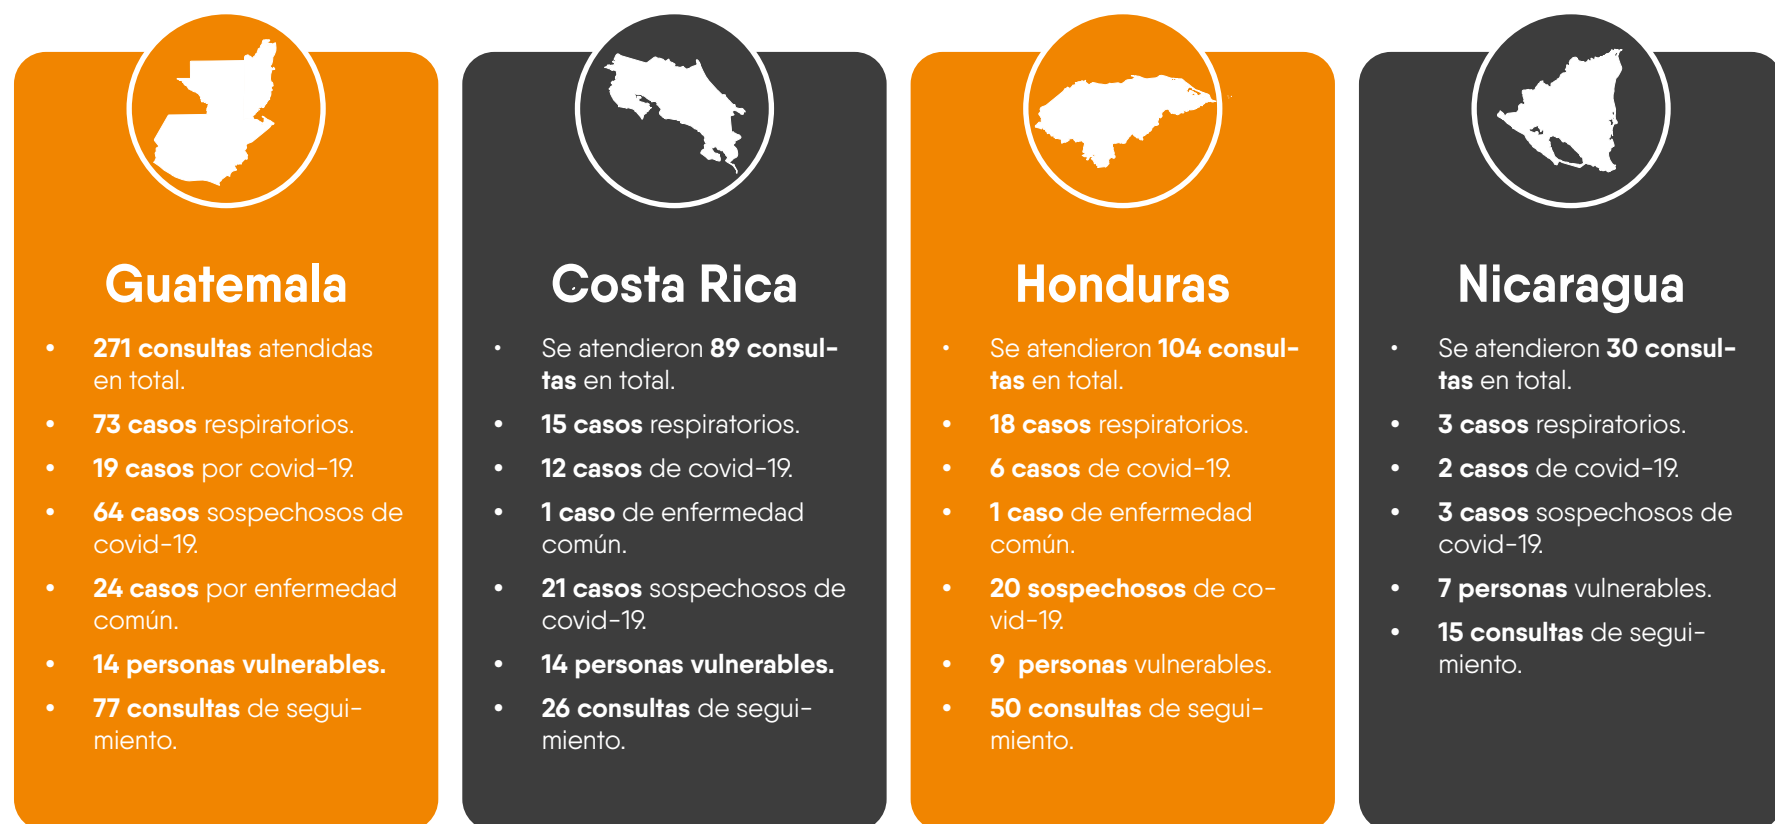 Guatemala
• 271 consultas atendidas
en total.
• 73 casos respiratorios.
• 19 casos por covid-19.
• 64 casos sospechosos de
covid-19.
• 24 casos por enfermedad
común.
• 14 personas vulnerables.
• 77 consultas de segui-
miento.
Costa Rica
• Se atendieron 89 consul-
tas en total.
• 15 casos respiratorios.
• 12 casos de covid-19.
• 1 caso de enfermedad
común.
• 21 casos sospechosos de
covid-19.
• 14 personas vulnerables.
• 26 consultas de segui-
miento.
Honduras
• Se atendieron 104 consul-
tas en total.
• 18 casos respiratorios.
• 6 casos de covid-19.
• 1 caso de enfermedad
común.
• 20 sospechosos de co-
vid-19.
• 9 personas vulnerables.
• 50 consultas de segui-
miento.
Nicaragua
• Se atendieron 30 consul-
tas en total.
• 3 casos respiratorios.
• 2 casos de covid-19.
• 3 casos sospechosos de
covid-19.
• 7 personas vulnerables.
• 15 consultas de segui-
miento.